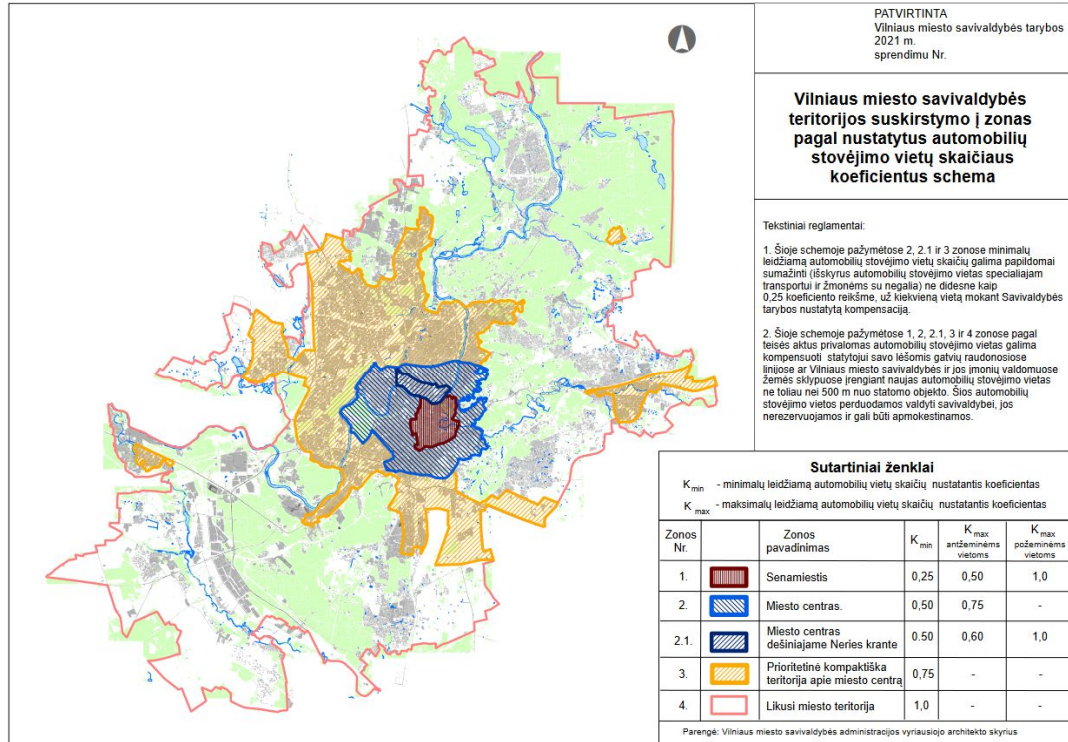 PATVIRTINTA
Vilniaus miesto savivaldybės tarybos
2021 m.
sprendimu Nr.
Vilniaus miesto savivaldybės
teritorijos suskirstymo į zonas
pagal nustatytus automobilių
stovėjimo vietų skaičiaus
koeficientus schema
Tekstiniai reglamentai:
1. Šioje schemoje pažymėtose 2, 2.1 ir 3 zonose minimalų
leidžiamą automobilių stovėjimo vietų skaičių galima papildomai
sumažinti (išskyrus automobilių stovėjimo vietas specialiajam
transportui ir žmonėms su negalia) ne didesne kaip
0,25 koeficiento reikšme, už kiekvieną vietą mokant Savivaldybės
tarybos nustatytą kompensaciją.
2. Šioje schemoje pažymėtose 1, 2, 2.1, 3 ir 4 zonose pagal
teisės aktus privalomas automobilių stovėjimo vietas galima
kompensuoti statytojui savo lėšomis gatvių raudonosiose
linijose ar Vilniaus miesto savivaldybės ir jos įmonių valdomuose
žemės sklypuose įrengiant naujas automobilių stovėjimo vietas
ne toliau nei 500 m nuo statomo objekto. Šios automobilių
stovėjimo vietos perduodamos valdyti savivaldybei, jos
nerezervuojamos ir gali būti apmokestinamos.
Sutartiniai ženklai
K min - minimalų leidžiamą automobilių vietų skaičių nustatantis koeficientas
K max - maksimalų leidžiamą automobilių vietų skaičių nustatantis koeficientas
Zonos Nr. Zonos pavadinimas K min K max antžeminėms vietoms K max požeminėms vietoms
1. Senamiestis 0,25 0,50 1,0
2. Miesto centras. 0,50 0,75 -
2.1. Miesto centras dešiniajame Neries krante 0.50 0,60 1,0
3. Prioritetinė kompaktiška teritorija apie miesto centrą 0,75 - -
4. Likusi miesto teritorija 1,0 - -
Parengė: Vilniaus miesto savivaldybės administracijos vyriausiojo architekto skyrius